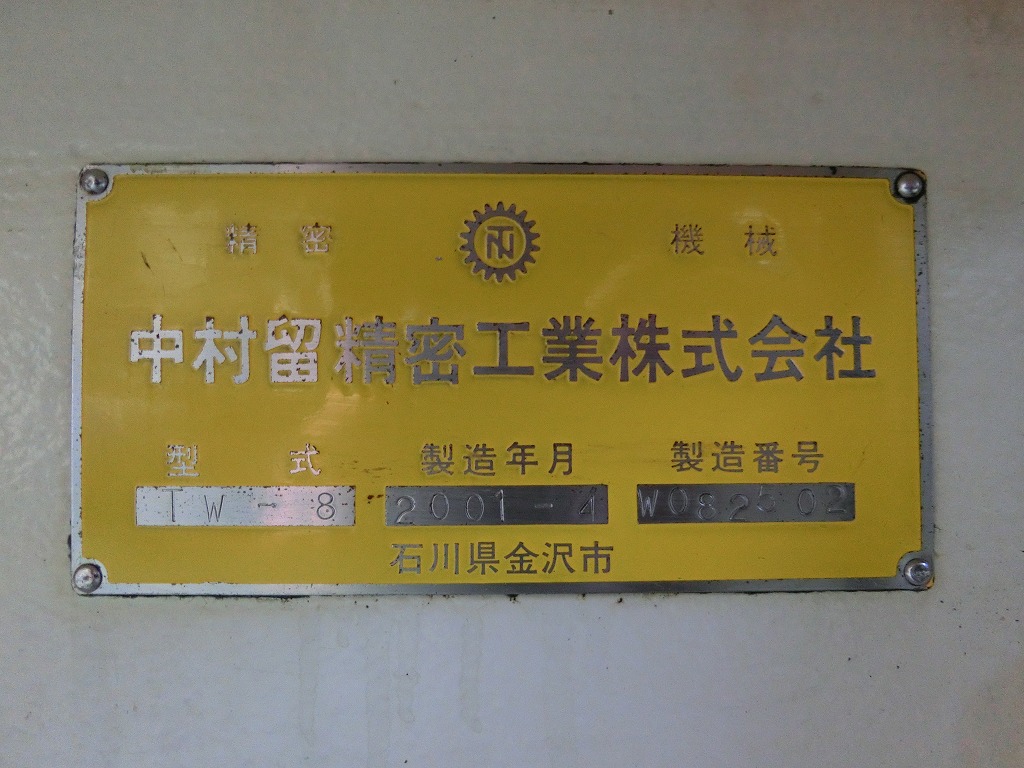 精密 TN 機械
中村留精密工業株式会社
型式 製造年月 製造番号
TW-8 2001-4 W082502
石川県金沢市